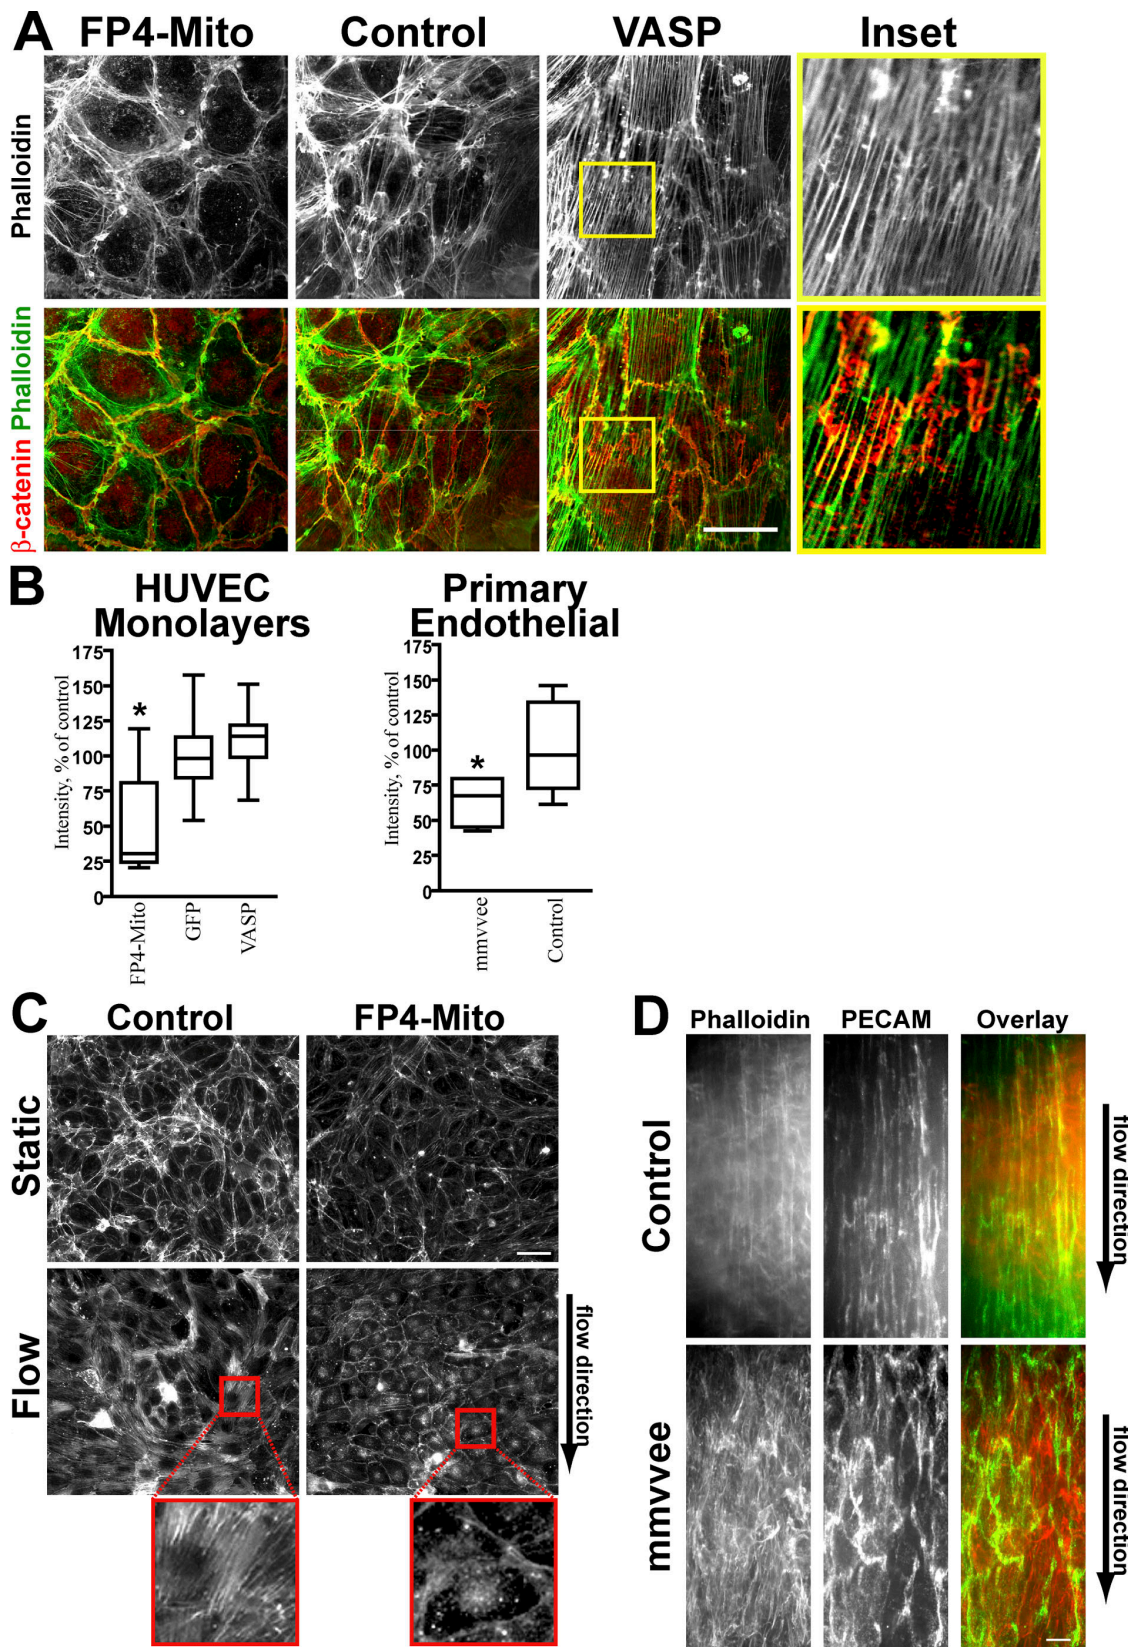 A
FP4-Mito
Control
VASP
Inset
Phalloidin
β-catenin Phalloidin
B
HUVEC
Monolayers
Intensity, % of control
175
150
125
100
75
50
25
0
*
FP4-Mito
GFP
VASP
Primary
Endothelial
Intensity, % of control
175
150
125
100
75
50
25
0
*
mmvvee
Control
C
Control
FP4-Mito
Static
Flow
flow direction
D
Phalloidin
PECAM
Overlay
Control
flow direction
mmvvee
flow direction